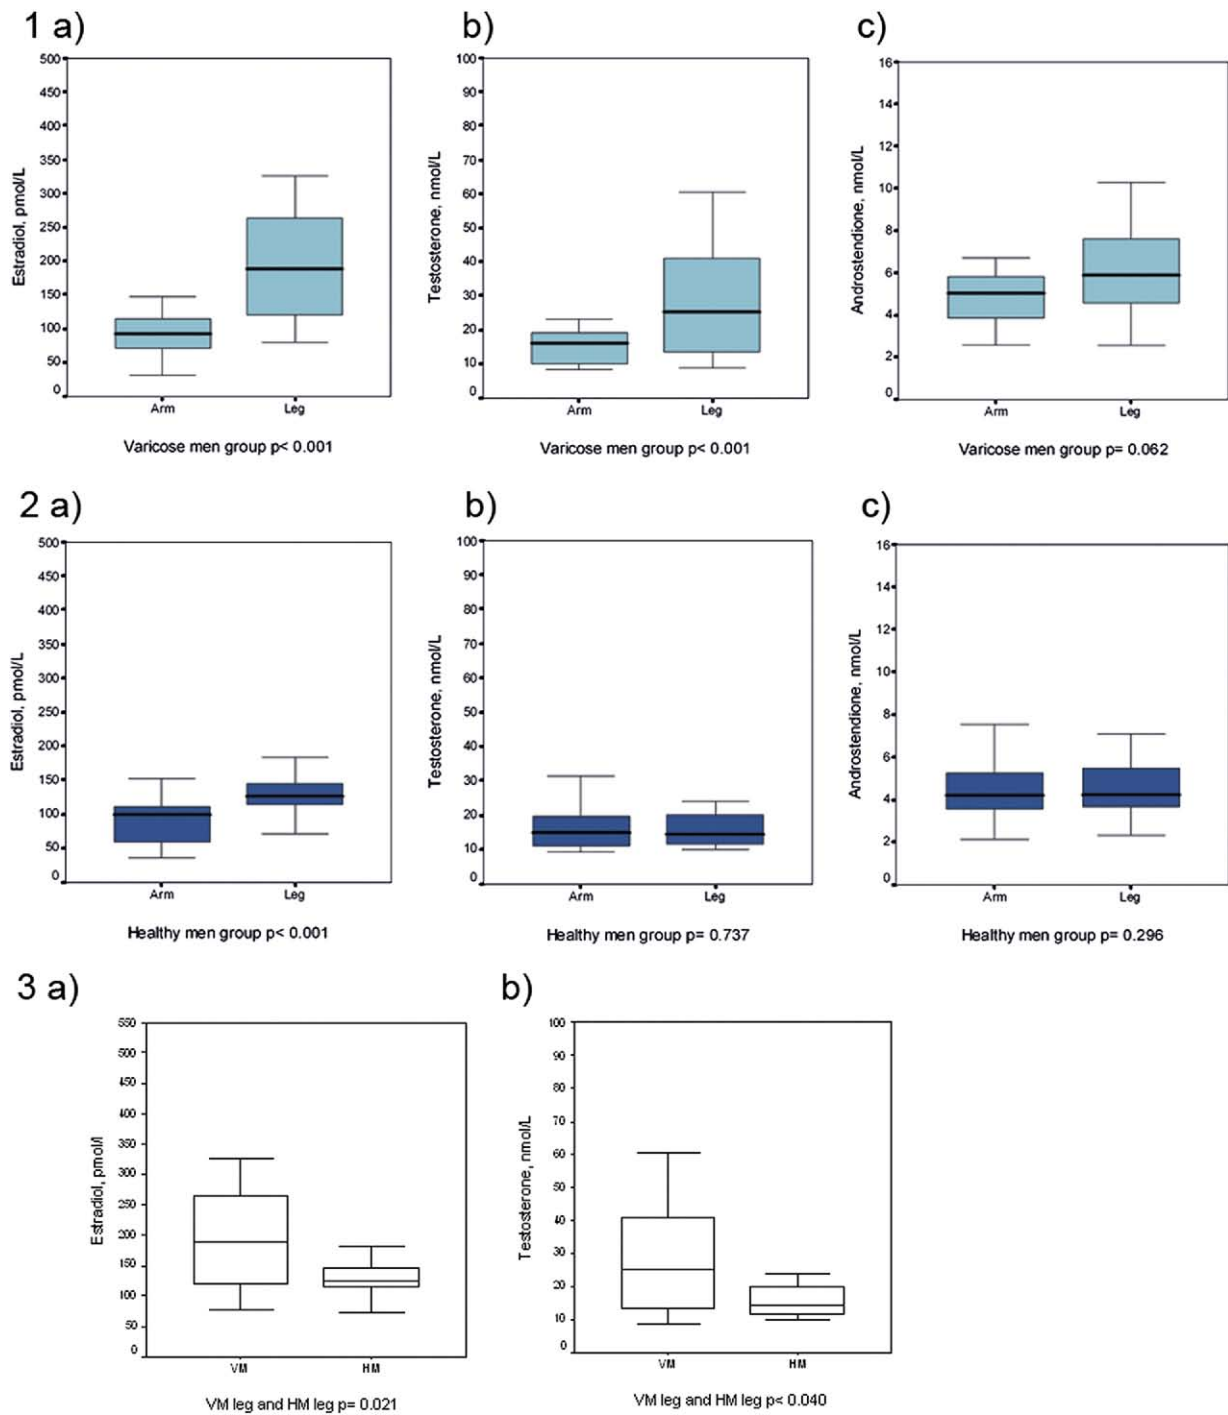 1 a)
b)
c)
500
450
400
350
300
250
200
150
100
50
0
Estradiol, pmol/L
Arm
Leg
Varicose men group p< 0.001
100
90
80
70
60
50
40
30
20
10
0
Testosterone, nmol/L
Arm
Leg
Varicose men group p< 0.001
16
14
12
10
8
6
4
2
0
Androstendione, nmol/L
Arm
Leg
Varicose men group p= 0.062
2 a)
b)
c)
500
450
400
350
300
250
200
150
100
50
0
Estradiol, pmol/L
Arm
Leg
Healthy men group p< 0.001
100
90
80
70
60
50
40
30
20
10
0
Testosterone, nmol/L
Arm
Leg
Healthy men group p= 0.737
16
14
12
10
8
6
4
2
0
Androstendione, nmol/L
Arm
Leg
Healthy men group p= 0.296
3 a)
b)
550
500
450
400
350
300
250
200
150
100
50
0
Estradiol, pmol/l
VM
HM
VM leg and HM leg p= 0.021
100
90
80
70
60
50
40
30
20
10
0
Testosterone, nmol/L
VM
HM
VM leg and HM leg p< 0.040